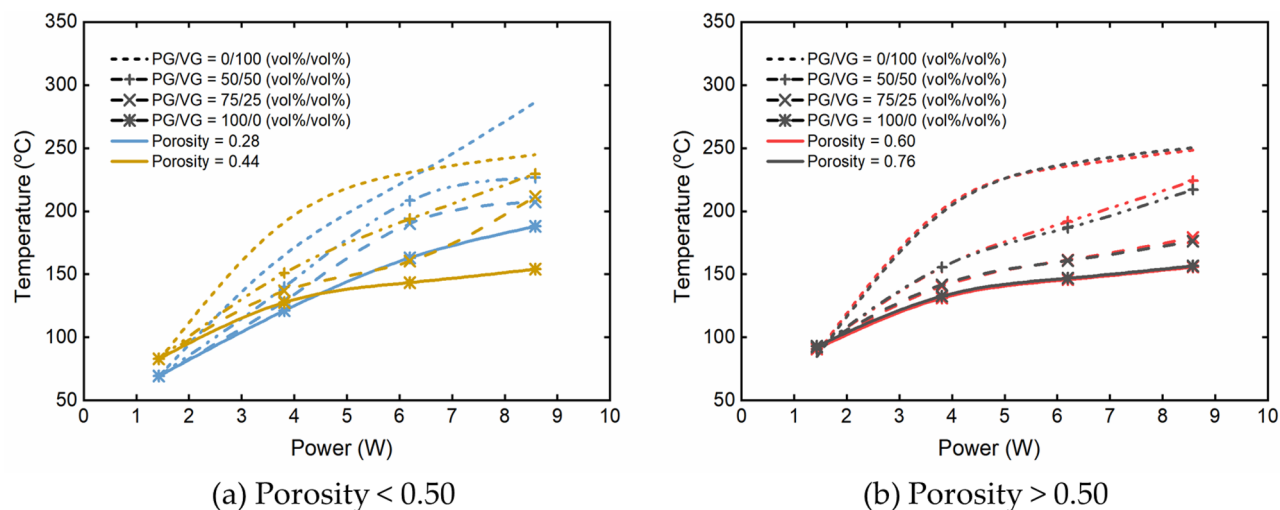 350
300
250
200
150
100
50
Temperature (°C)
PG/VG = 0/100 (vol%/vol%)
PG/VG = 50/50 (vol%/vol%)
PG/VG = 75/25 (vol%/vol%)
PG/VG = 100/0 (vol%/vol%)
Porosity = 0.28
Porosity = 0.44
0 1 2 3 4 5 6 7 8 9 10
Power (W)
(a) Porosity < 0.50
350
300
250
200
150
100
50
Temperature (°C)
PG/VG = 0/100 (vol%/vol%)
PG/VG = 50/50 (vol%/vol%)
PG/VG = 75/25 (vol%/vol%)
PG/VG = 100/0 (vol%/vol%)
Porosity = 0.60
Porosity = 0.76
0 1 2 3 4 5 6 7 8 9 10
Power (W)
(b) Porosity > 0.50